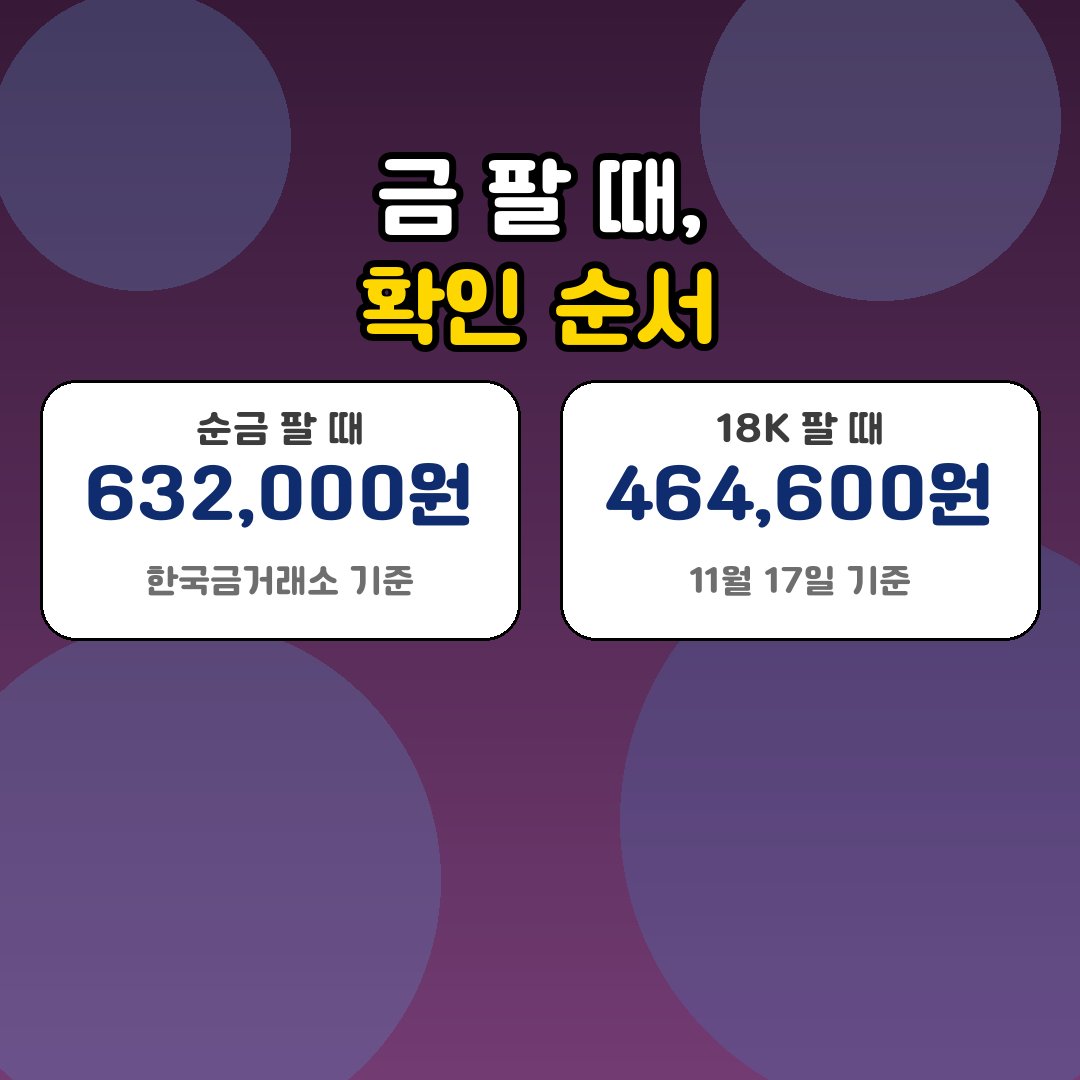 금 팔 때,
확인 순서
순금 팔 때
632,000원
한국금거래소 기준
18K 팔 때
464,600원
11월 17일 기준